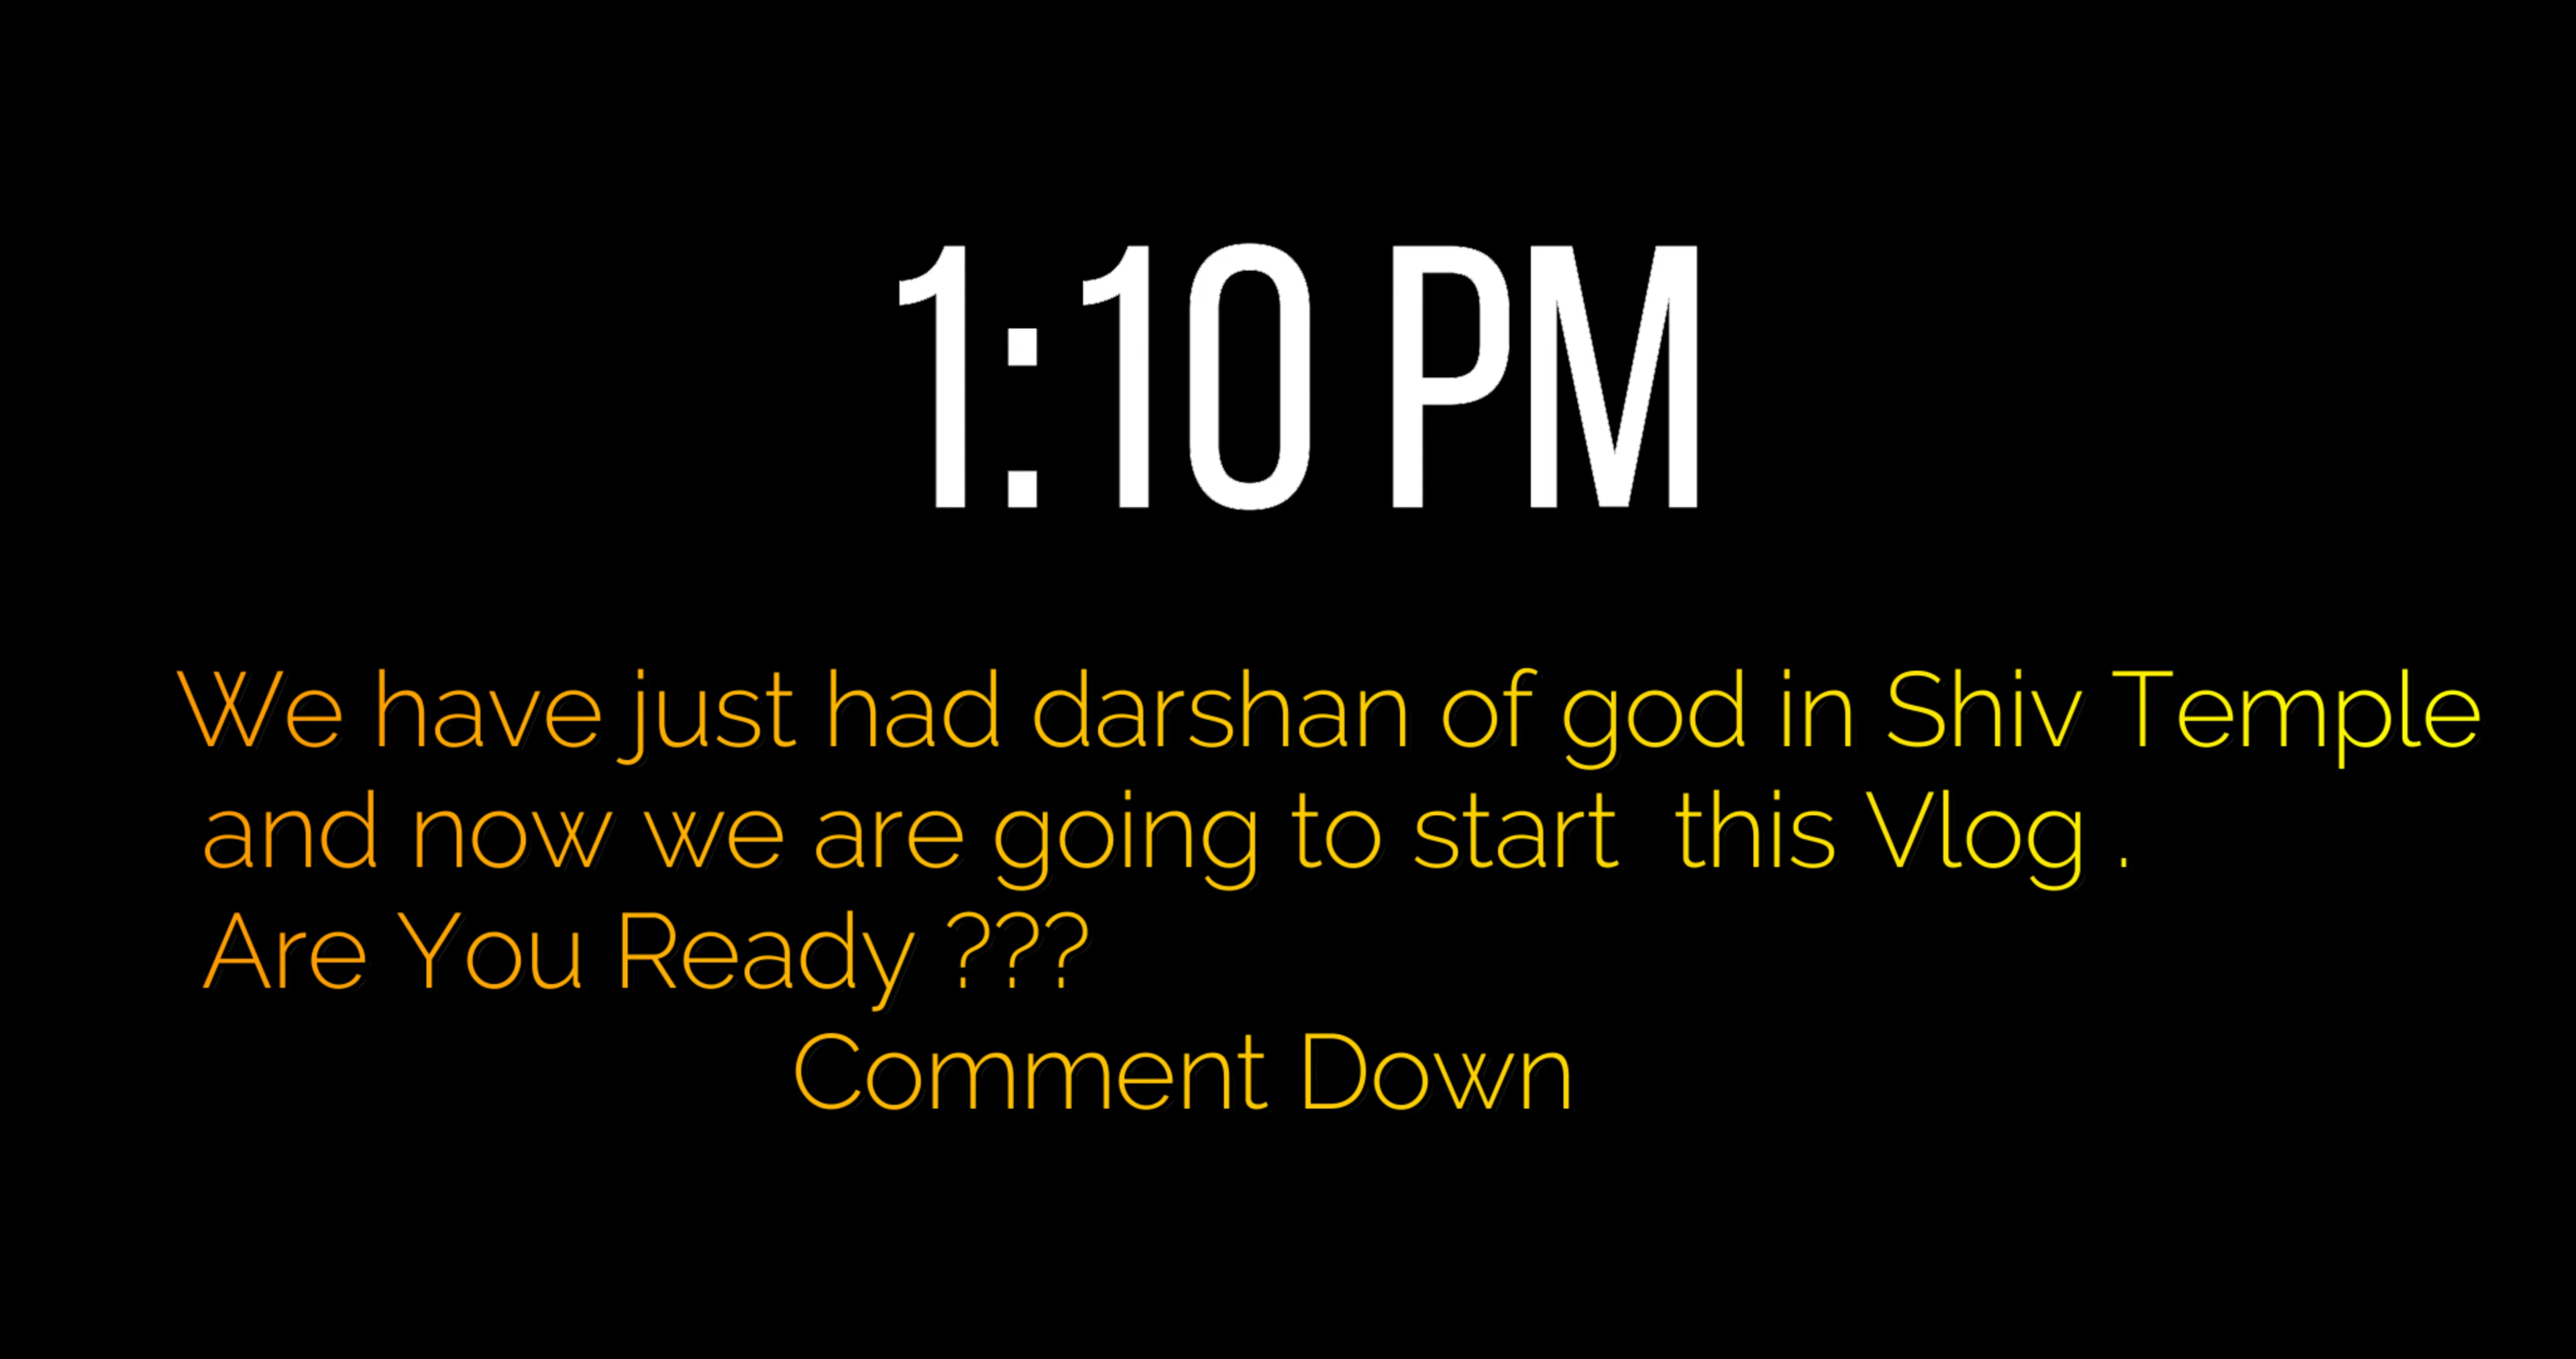 1:10 PM
We have just had darshan of god in Shiv Temple
and now we are going to start  this Vlog .
Are You Ready ???
Comment Down